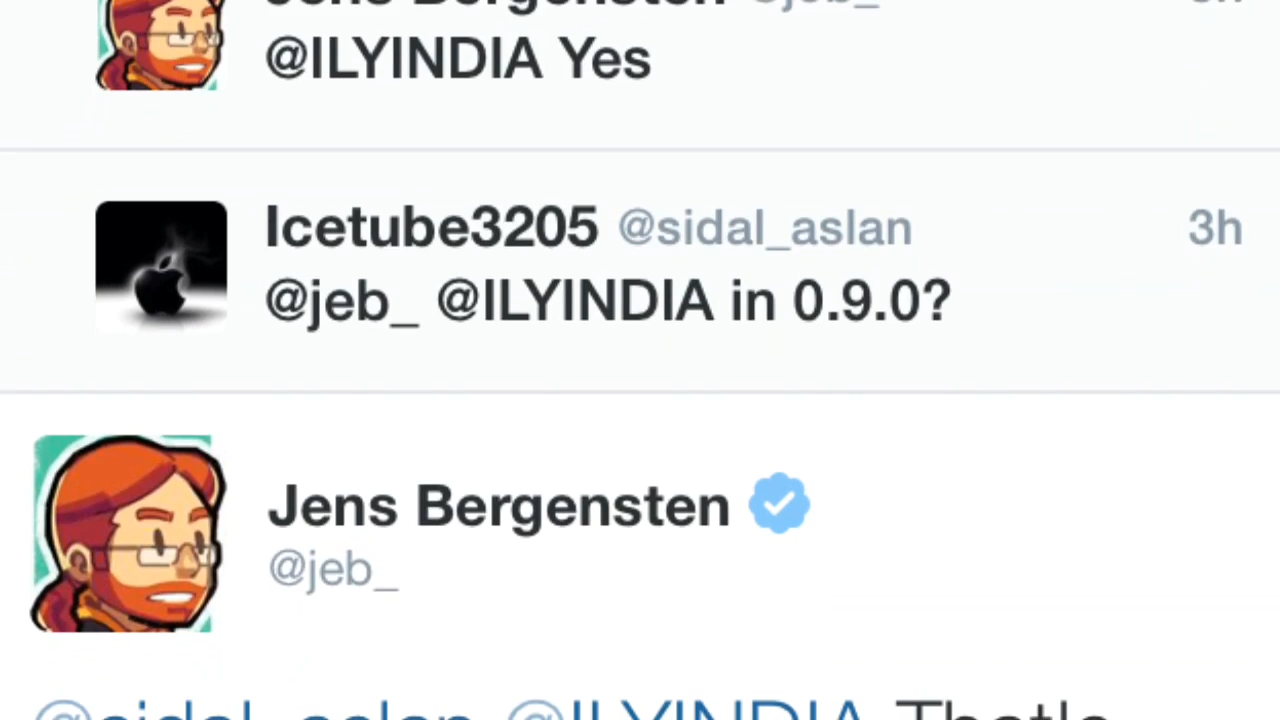 Jens Bergensten @jeb_
@ILYINDIA Yes
Icetube3205 @sidal_aslan 3h
@jeb_ @ILYINDIA in 0.9.0?
Jens Bergensten
@jeb_
@sidal_aslan @ILYINDIA